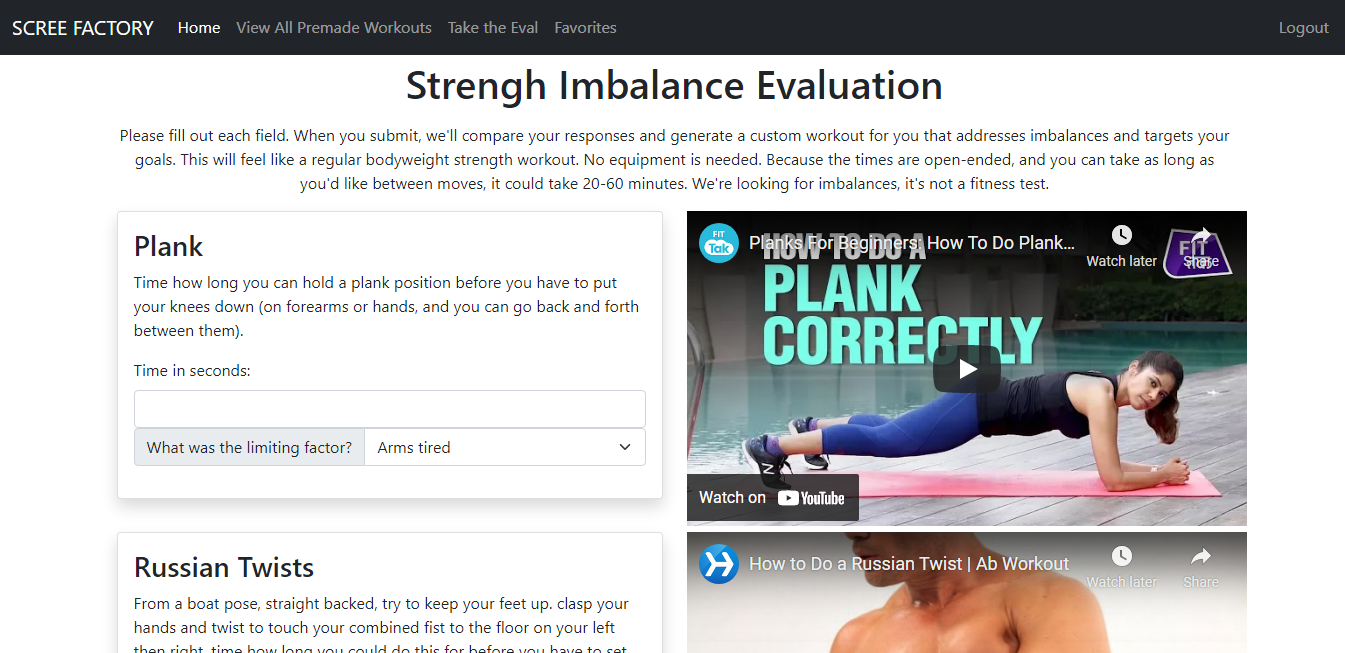 SCREE FACTORY Home View All Premade Workouts Take the Eval Favorites Logout
Strengh Imbalance Evaluation
Please fill out each field. When you submit, we'll compare your responses and generate a custom workout for you that addresses imbalances and targets your
goals. This will feel like a regular bodyweight strength workout. No equipment is needed. Because the times are open-ended, and you can take as long as
you'd like between moves, it could take 20-60 minutes. We're looking for imbalances, it's not a fitness test.
Plank
Time how long you can hold a plank position before you have to put
your knees down (on forearms or hands, and you can go back and forth
between them).
Time in seconds:
What was the limiting factor? Arms tired
FIT
Tak
Planks For Beginners: How To Do Plank...
Watch later
Share
FIT
Tak
HOW TO DO A
PLANK
CORRECTLY
Watch on YouTube
Russian Twists
From a boat pose, straight backed, try to keep your feet up. clasp your
hands and twist to touch your combined fist to the floor on your left
then right. time how long you could do this for before you have to set
How to Do a Russian Twist | Ab Workout
Watch later
Share